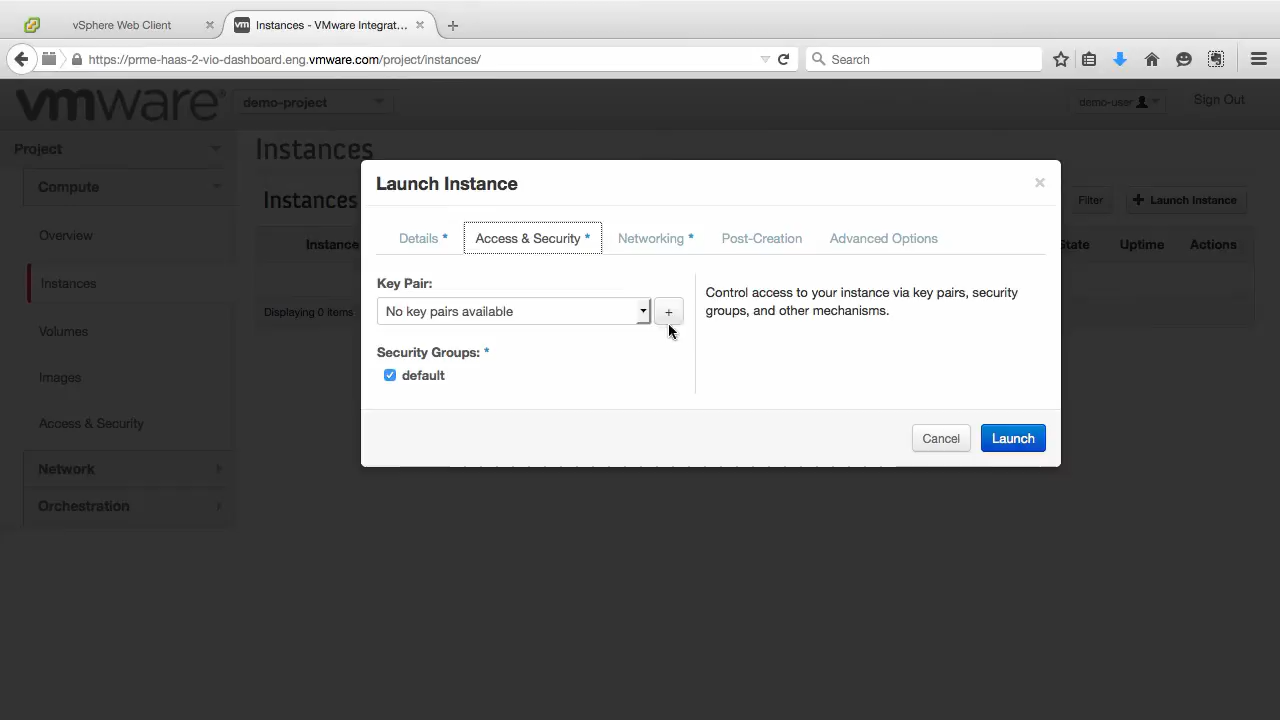 vSphere Web Client
vm Instances - VMware Integrat...
https://prme-haas-2-vio-dashboard.eng.vmware.com/project/instances/
Search
vmware®
demo-project
demo-user
Sign Out
Project
Compute
Overview
Instances
Volumes
Images
Access & Security
Network
Orchestration
Instances
Instances
Filter
+ Launch Instance
Instance
State
Uptime
Actions
Displaying 0 items
Launch Instance
×
Details *
Access & Security *
Networking *
Post-Creation
Advanced Options
Key Pair:
No key pairs available
+
Security Groups: *
default
Control access to your instance via key pairs, security
groups, and other mechanisms.
Cancel
Launch